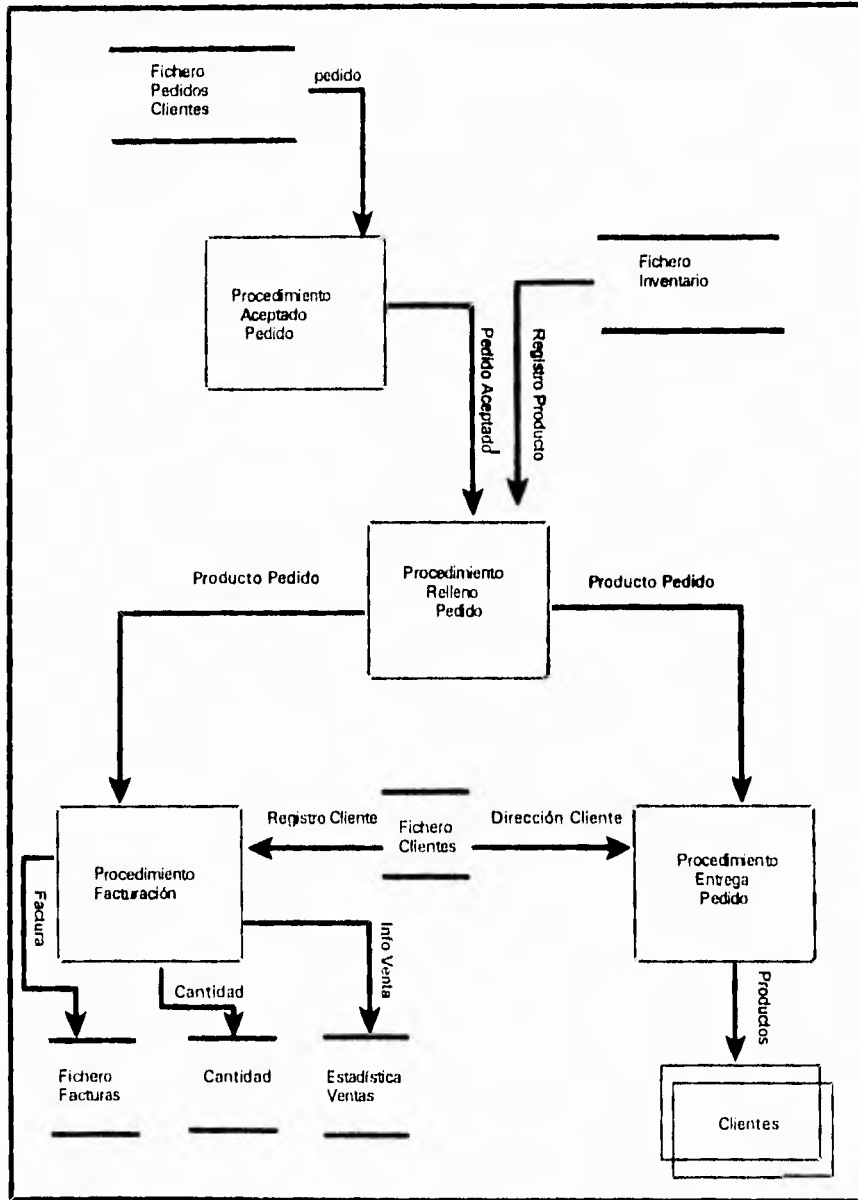 Fichero
Pedidos
Clientes
pedido
Procedimiento
Aceptado
Pedido
Fichero
Inventario
Pedido Aceptado
Registro Producto
Producto Pedido
Procedimiento
Relleno
Pedido
Producto Pedido
Registro Cliente
Fichero
Clientes
Dirección Cliente
Procedimiento
Facturación
Procedimiento
Entrega
Pedido
Factura
Cantidad
Info Venta
Productos
Fichero
Facturas
Cantidad
Estadística
Ventas
Clientes